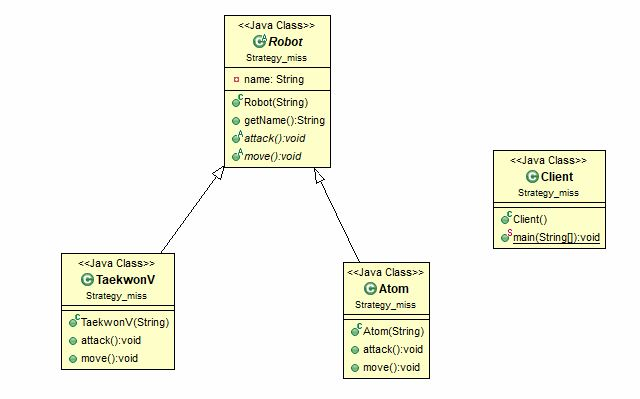 <<Java Class>>
Robot
Strategy_miss
name: String
Robot(String)
getName():String
attack():void
move():void
<<Java Class>>
Client
Strategy_miss
Client()
main(String[]):void
<<Java Class>>
TaekwonV
Strategy_miss
TaekwonV(String)
attack():void
move():void
<<Java Class>>
Atom
Strategy_miss
Atom(String)
attack():void
move():void